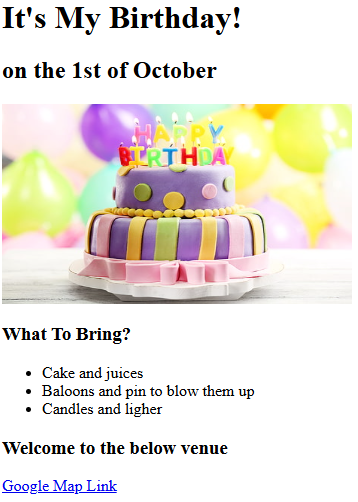 It's My Birthday!
on the 1st of October
HAPPY
BIRTHDAY
What To Bring?
Cake and juices
Baloons and pin to blow them up
Candles and ligher
Welcome to the below venue
Google Map Link